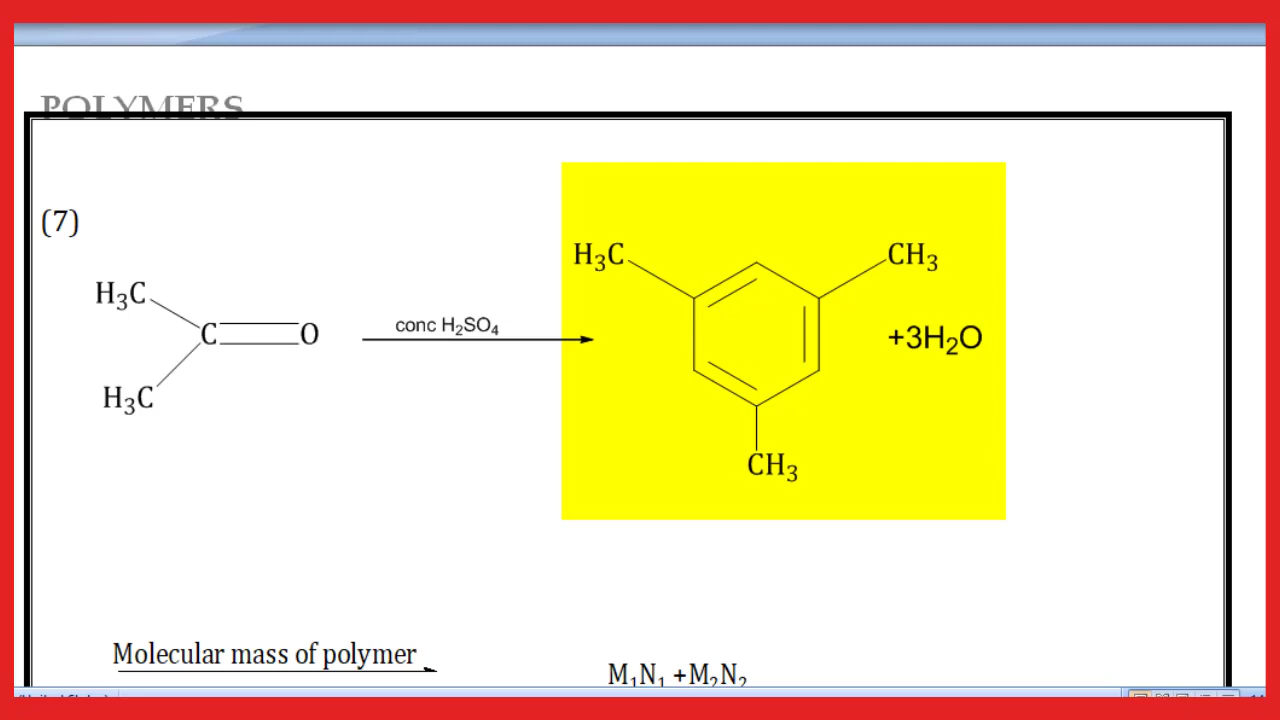 POLYMERS
(7)
H₃C
C
O
H₃C
conc H₂SO₄
H₃C
CH₃
+3H₂O
CH₃
Molecular mass of polymer
M₁N₁ +M₂N₂